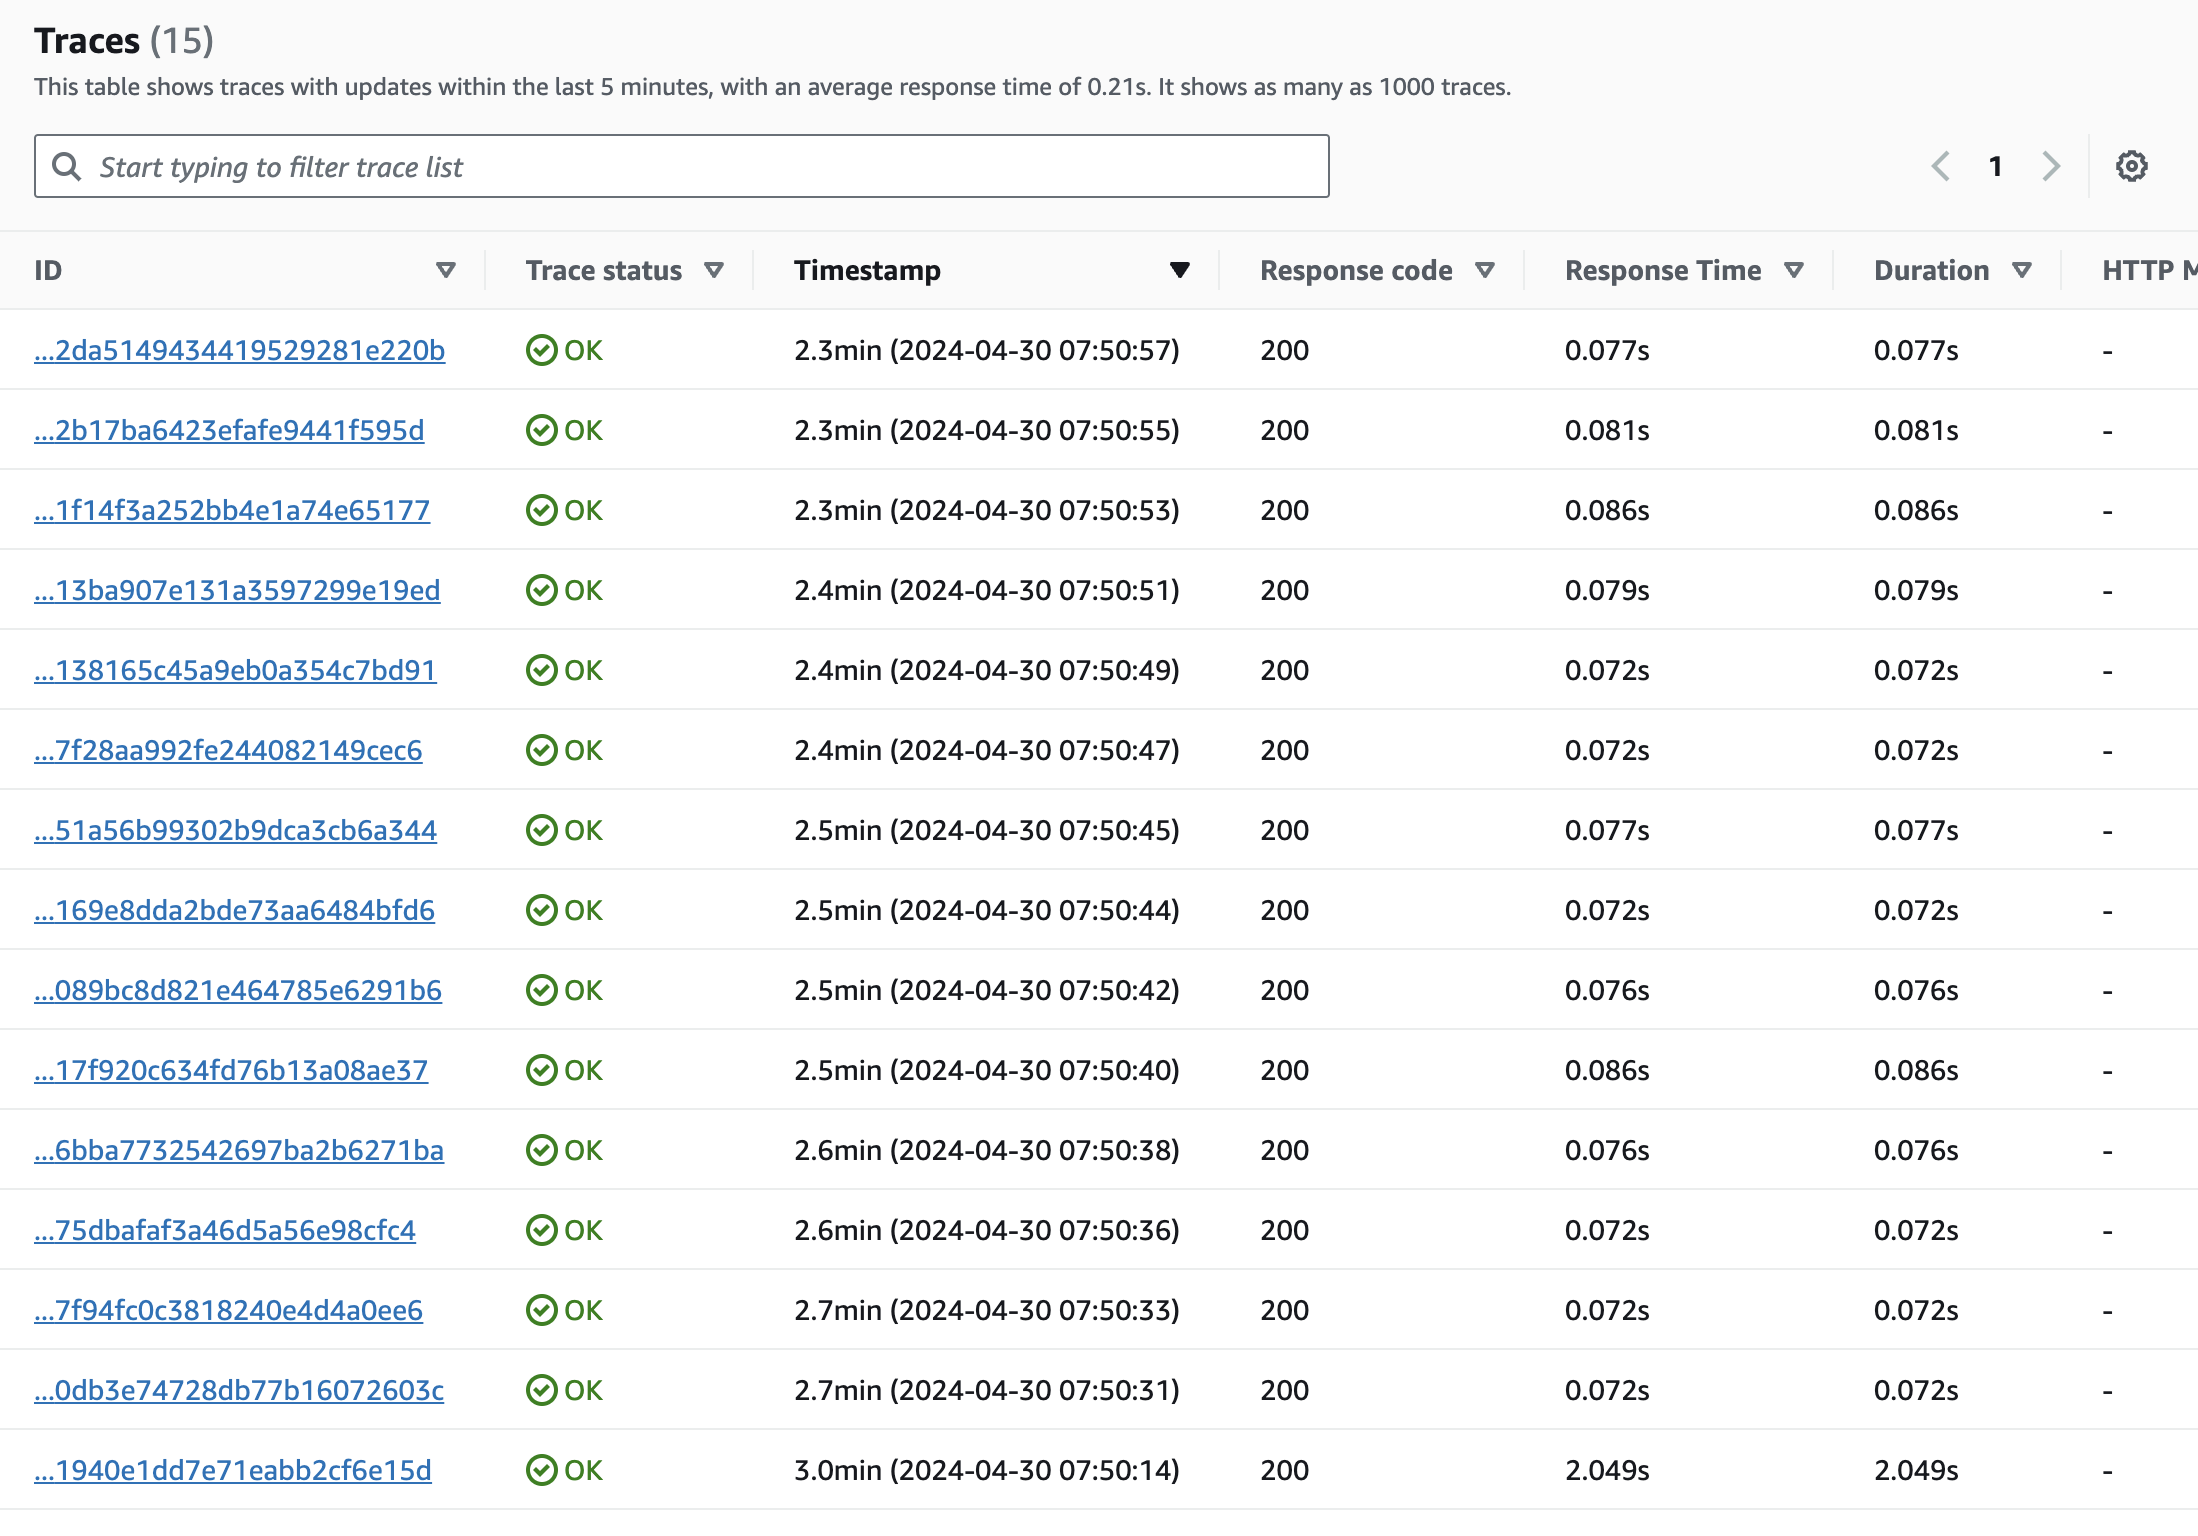 Traces (15)
This table shows traces with updates within the last 5 minutes, with an average response time of 0.21s. It shows as many as 1000 traces.
Start typing to filter trace list
1
ID Trace status Timestamp Response code Response Time Duration HTTP M
...2da5149434419529281e220b OK 2.3min (2024-04-30 07:50:57) 200 0.077s 0.077s -
...2b17ba6423efafe9441f595d OK 2.3min (2024-04-30 07:50:55) 200 0.081s 0.081s -
...1f14f3a252bb4e1a74e65177 OK 2.3min (2024-04-30 07:50:53) 200 0.086s 0.086s -
...13ba907e131a3597299e19ed OK 2.4min (2024-04-30 07:50:51) 200 0.079s 0.079s -
...138165c45a9eb0a354c7bd91 OK 2.4min (2024-04-30 07:50:49) 200 0.072s 0.072s -
...7f28aa992fe244082149cec6 OK 2.4min (2024-04-30 07:50:47) 200 0.072s 0.072s -
...51a56b99302b9dca3cb6a344 OK 2.5min (2024-04-30 07:50:45) 200 0.077s 0.077s -
...169e8dda2bde73aa6484bfd6 OK 2.5min (2024-04-30 07:50:44) 200 0.072s 0.072s -
...089bc8d821e464785e6291b6 OK 2.5min (2024-04-30 07:50:42) 200 0.076s 0.076s -
...17f920c634fd76b13a08ae37 OK 2.5min (2024-04-30 07:50:40) 200 0.086s 0.086s -
...6bba7732542697ba2b6271ba OK 2.6min (2024-04-30 07:50:38) 200 0.076s 0.076s -
...75dbafaf3a46d5a56e98cfc4 OK 2.6min (2024-04-30 07:50:36) 200 0.072s 0.072s -
...7f94fc0c3818240e4d4a0ee6 OK 2.7min (2024-04-30 07:50:33) 200 0.072s 0.072s -
...0db3e74728db77b16072603c OK 2.7min (2024-04-30 07:50:31) 200 0.072s 0.072s -
...1940e1dd7e71eabb2cf6e15d OK 3.0min (2024-04-30 07:50:14) 200 2.049s 2.049s -